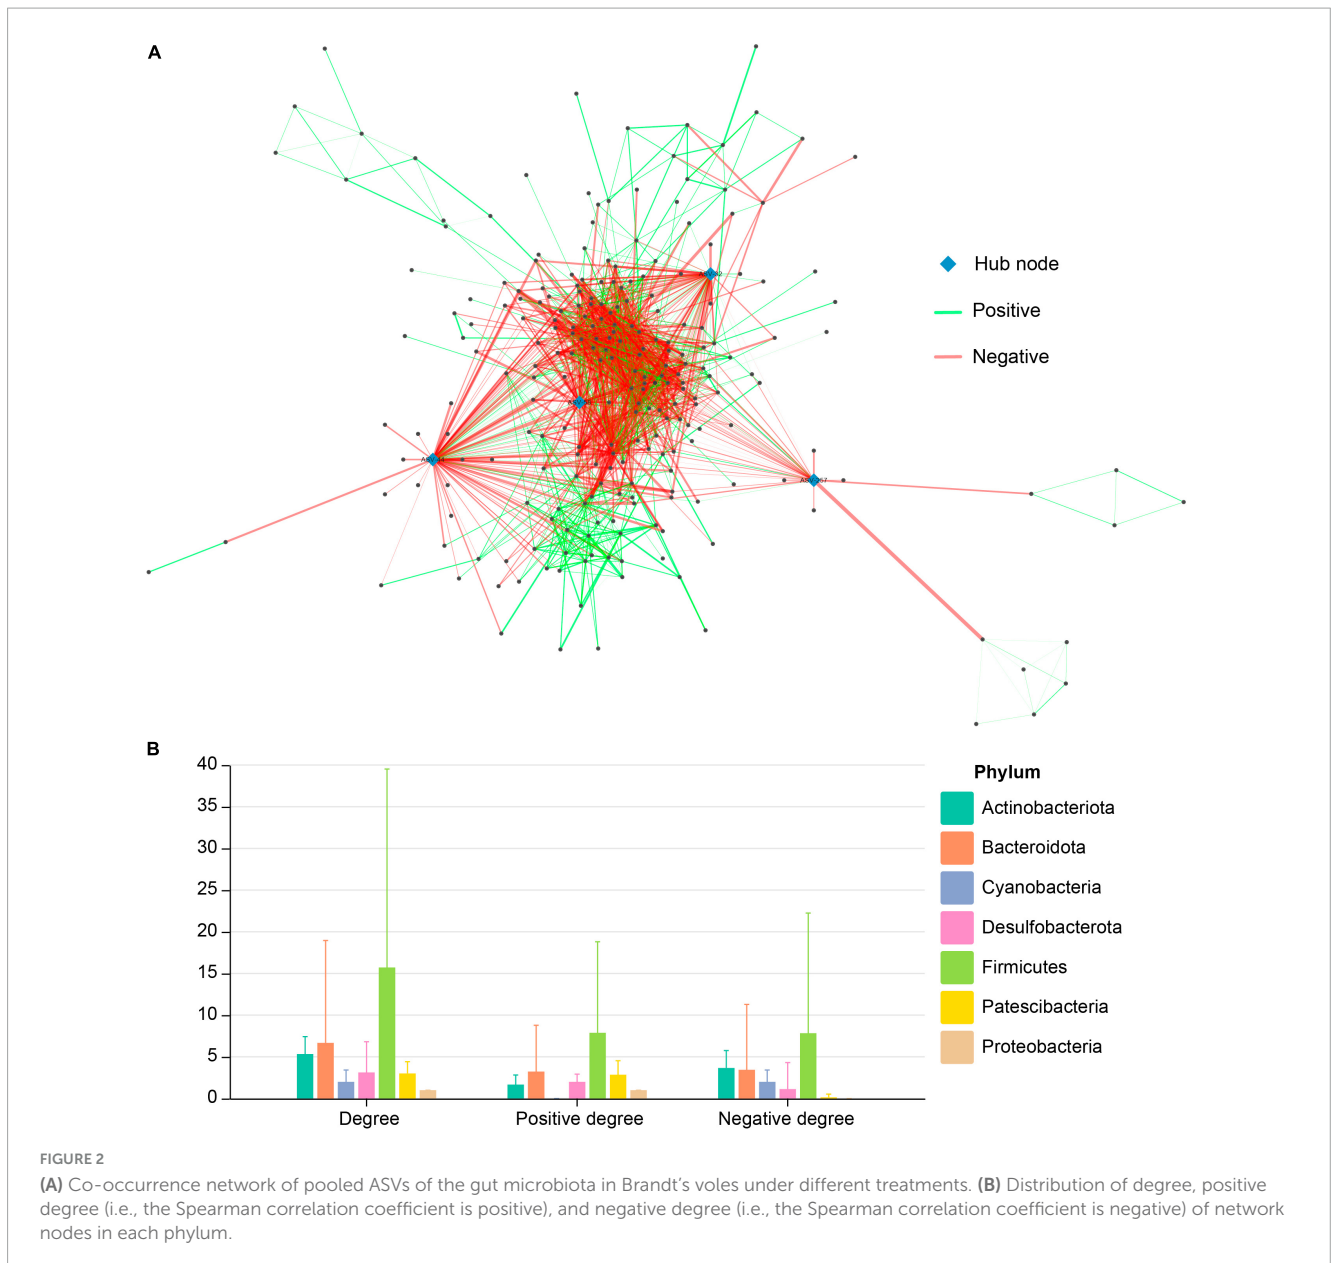 A
Hub node
Positive
Negative
B
40
35
30
25
20
15
10
5
0
Degree
Positive degree
Negative degree
Phylum
Actinobacteriota
Bacteroidota
Cyanobacteria
Desulfobacterota
Firmicutes
Patescibacteria
Proteobacteria
FIGURE 2
(A) Co-occurrence network of pooled ASVs of the gut microbiota in Brandt’s voles under different treatments. (B) Distribution of degree, positive
degree (i.e., the Spearman correlation coefficient is positive), and negative degree (i.e., the Spearman correlation coefficient is negative) of network
nodes in each phylum.